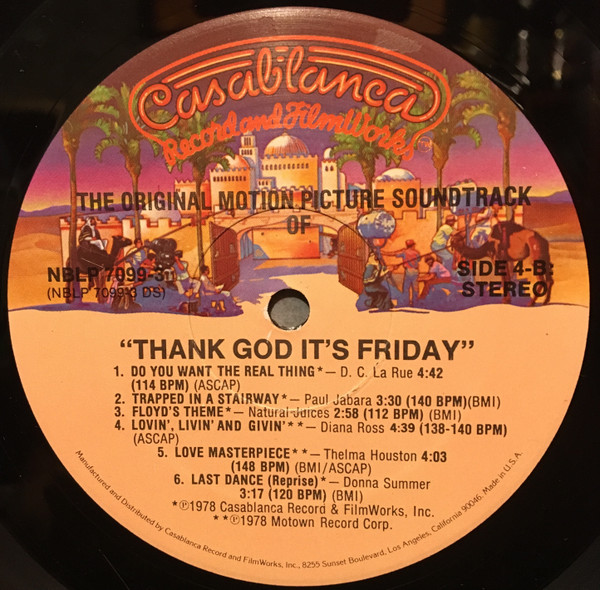 Casablanca
Record and FilmWorks
THE ORIGINAL MOTION PICTURE SOUNDTRACK
OF
NBLP 7099-3
(NBLP 7099-3 DS)
SIDE 4-B:
STEREO
"THANK GOD IT'S FRIDAY"
1. DO YOU WANT THE REAL THING* — D. C. La Rue 4:42
(114 BPM) (ASCAP)
2. TRAPPED IN A STAIRWAY* — Paul Jabara 3:30 (140 BPM)(BMI)
3. FLOYD'S THEME* — Natural Juices 2:58 (112 BPM) (BMI)
4. LOVIN', LIVIN' AND GIVIN'** — Diana Ross 4:39 (138-140 BPM)
(ASCAP)
5. LOVE MASTERPIECE** — Thelma Houston 4:03
(148 BPM) (BMI/ASCAP)
6. LAST DANCE (Reprise)* — Donna Summer
3:17 (120 BPM) (BMI)
*℗1978 Casablanca Record & FilmWorks, Inc.
**℗1978 Motown Record Corp.
Manufactured and Distributed by Casablanca Record and FilmWorks, Inc., 8255 Sunset Boulevard, Los Angeles, California 90046. Made in U.S.A.